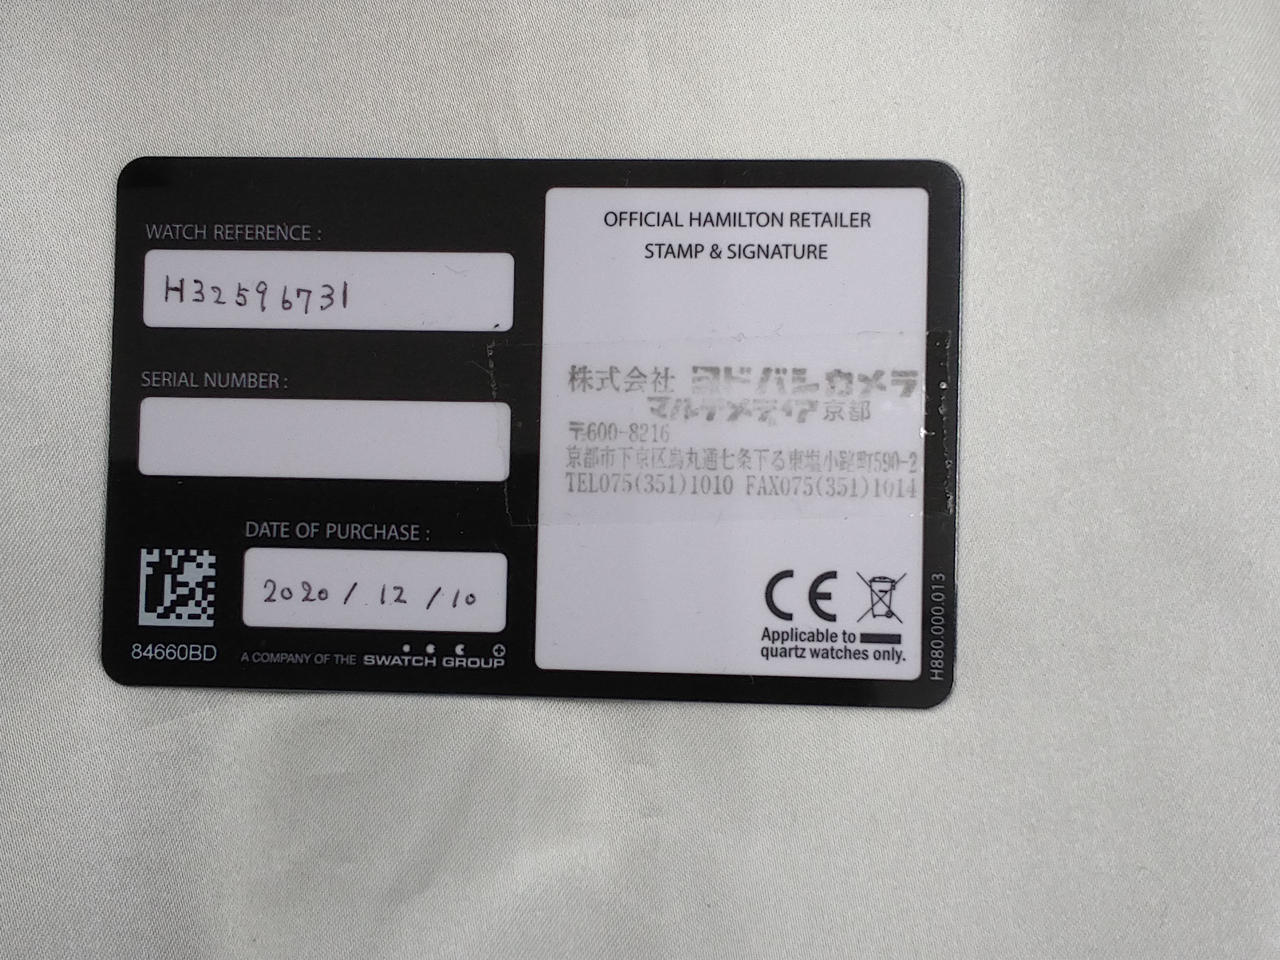 WATCH REFERENCE :
H32596731
SERIAL NUMBER :
DATE OF PURCHASE :
2020 / 12 / 10
84660BD
A COMPANY OF THE SWATCH GROUP
OFFICIAL HAMILTON RETAILER
STAMP & SIGNATURE
株式会社 ヨドバシカメラ
マルチメディア京都
〒600-8216
京都市下京区烏丸通七条下る東塩小路町590-2
TEL075(351)1010 FAX075(351)1014
CE
Applicable to
quartz watches only.
H880.000.013